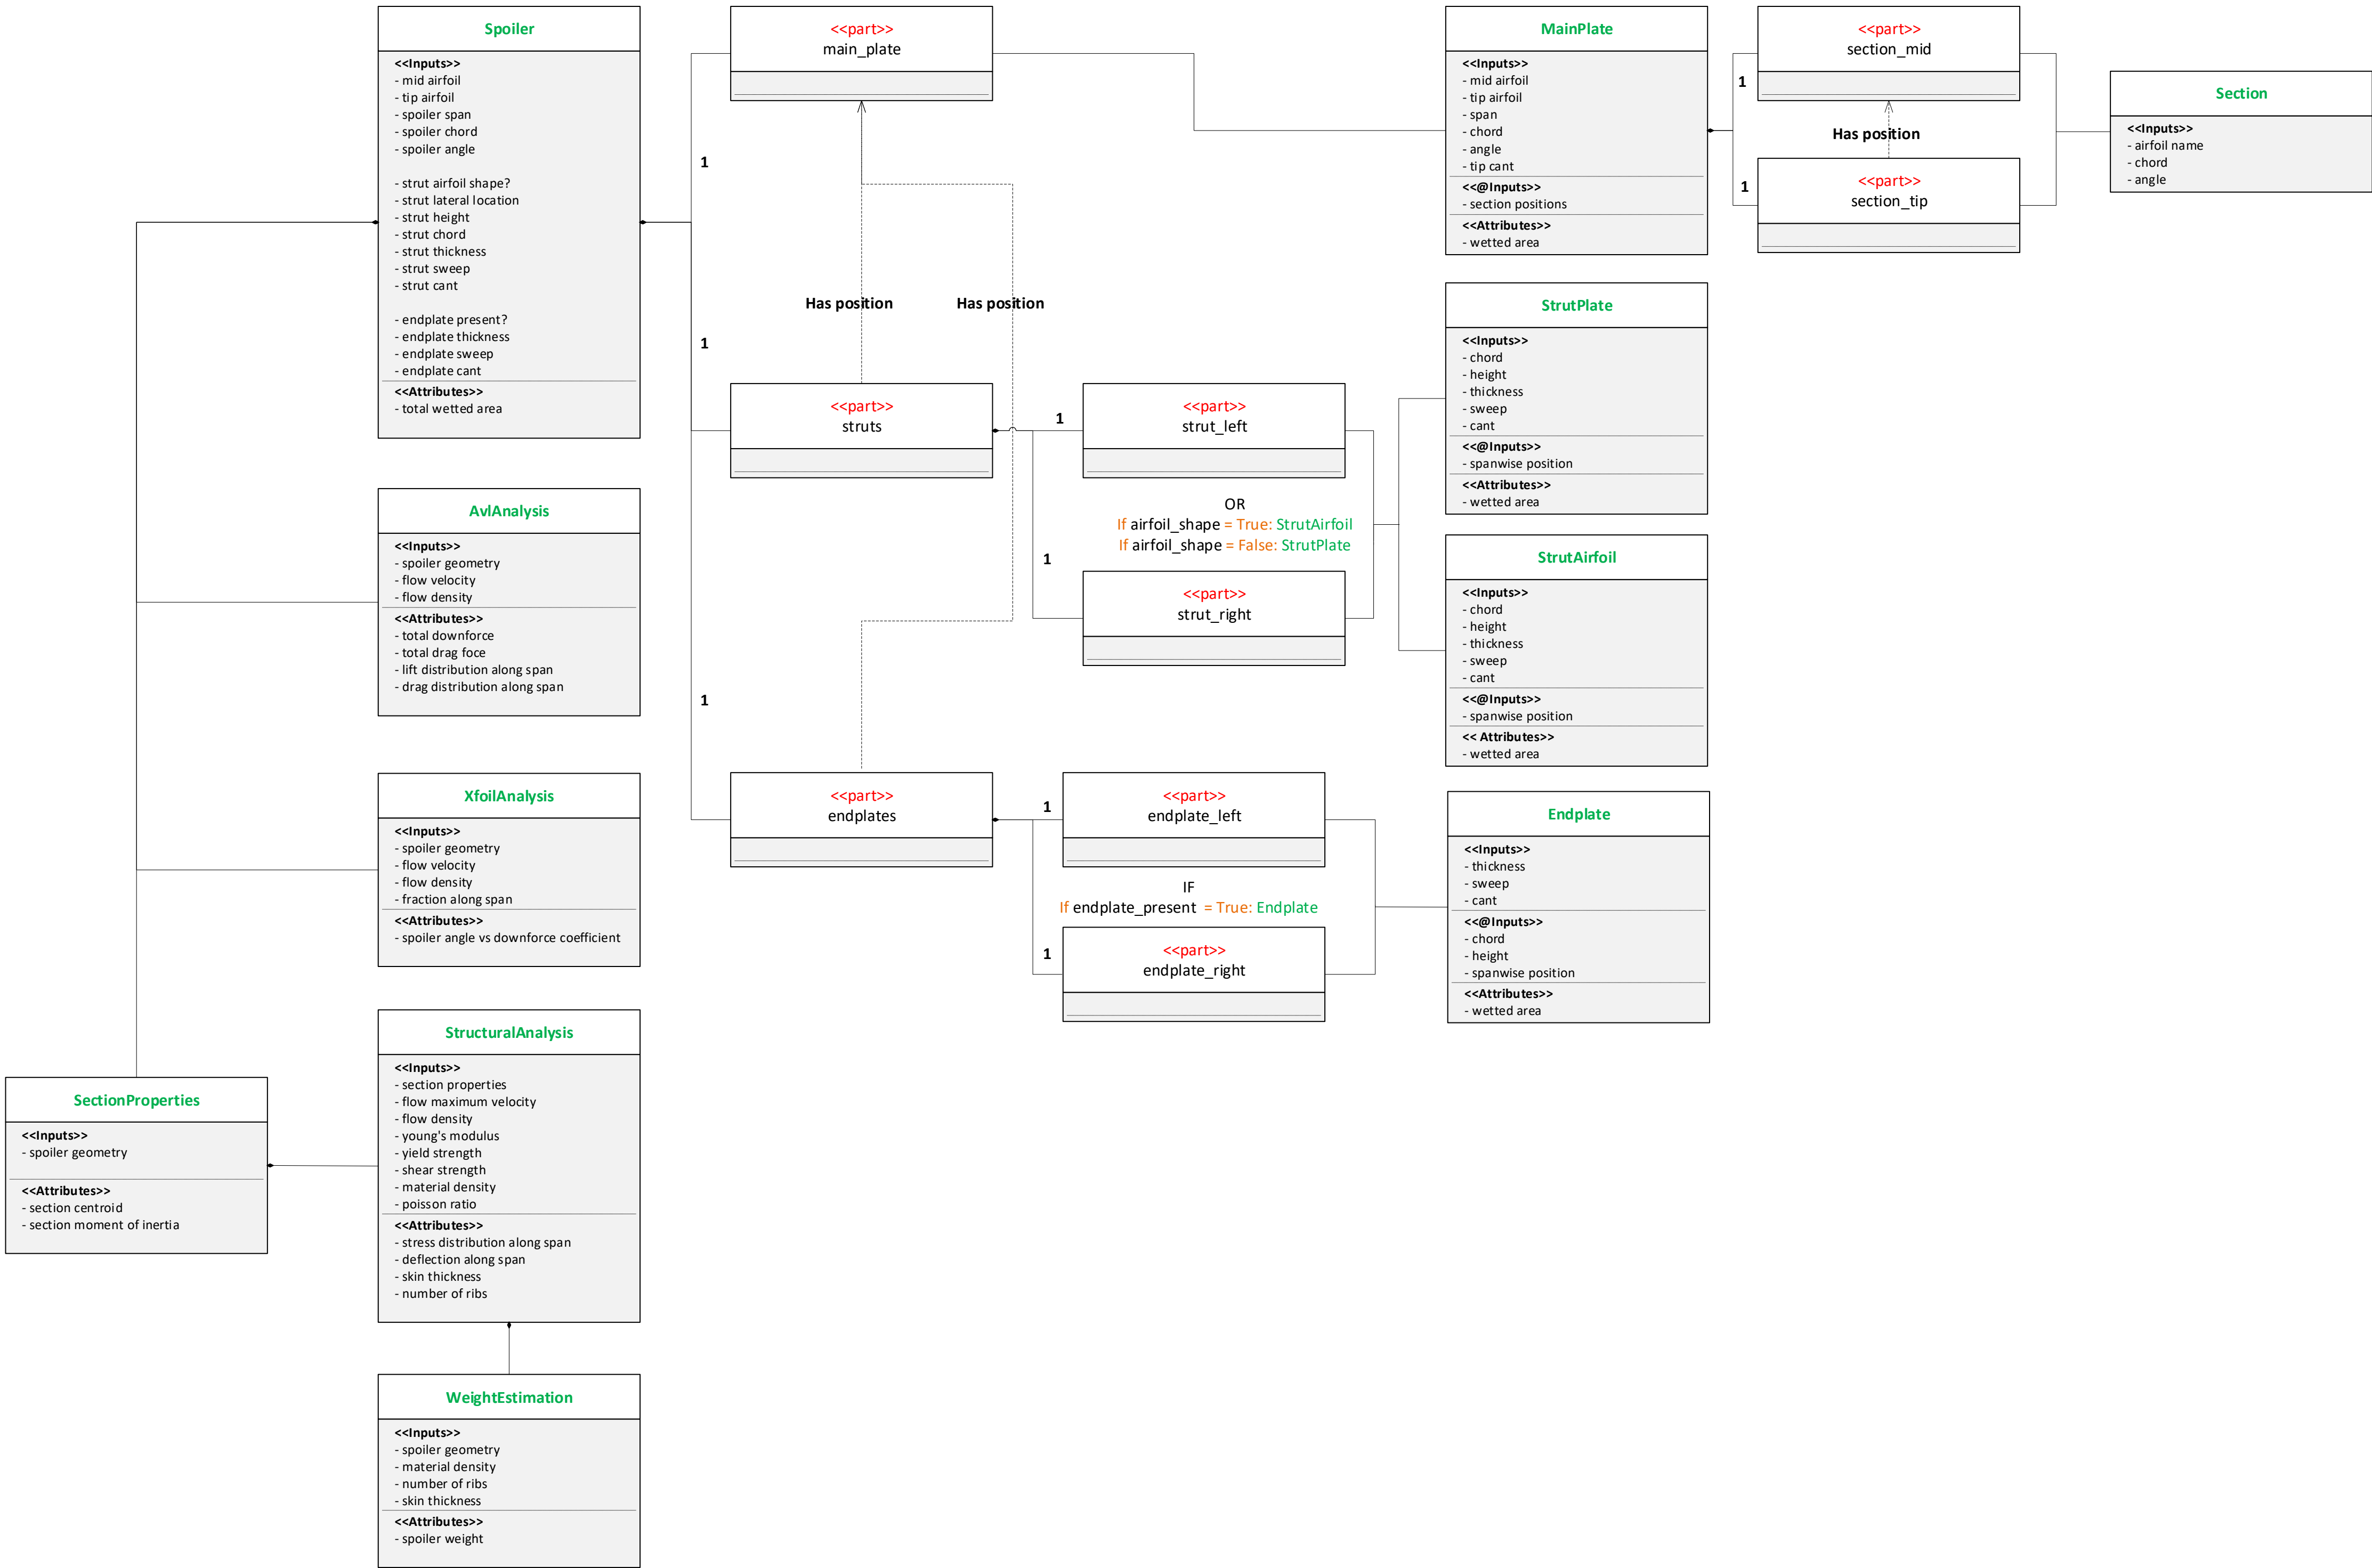 Spoiler
<<Inputs>>
- mid airfoil
- tip airfoil
- spoiler span
- spoiler chord
- spoiler angle
- strut airfoil shape?
- strut lateral location
- strut height
- strut chord
- strut thickness
- strut sweep
- strut cant
- endplate present?
- endplate thickness
- endplate sweep
- endplate cant
<<Attributes>>
- total wetted area
<<part>>
main_plate
1
1
1
Has position
Has position
<<part>>
struts
<<part>>
endplates
MainPlate
<<Inputs>>
- mid airfoil
- tip airfoil
- span
- chord
- angle
- tip cant
<<@Inputs>>
- section positions
<<Attributes>>
- wetted area
1
1
<<part>>
section_mid
Has position
<<part>>
section_tip
Section
<<Inputs>>
- airfoil name
- chord
- angle
1
<<part>>
strut_left
OR
If airfoil_shape = True: StrutAirfoil
If airfoil_shape = False: StrutPlate
1
<<part>>
strut_right
StrutPlate
<<Inputs>>
- chord
- height
- thickness
- sweep
- cant
<<@Inputs>>
- spanwise position
<<Attributes>>
- wetted area
StrutAirfoil
<<Inputs>>
- chord
- height
- thickness
- sweep
- cant
<<@Inputs>>
- spanwise position
<< Attributes>>
- wetted area
1
<<part>>
endplate_left
IF
If endplate_present = True: Endplate
1
<<part>>
endplate_right
Endplate
<<Inputs>>
- thickness
- sweep
- cant
<<@Inputs>>
- chord
- height
- spanwise position
<<Attributes>>
- wetted area
AvlAnalysis
<<Inputs>>
- spoiler geometry
- flow velocity
- flow density
<<Attributes>>
- total downforce
- total drag foce
- lift distribution along span
- drag distribution along span
XfoilAnalysis
<<Inputs>>
- spoiler geometry
- flow velocity
- flow density
- fraction along span
<<Attributes>>
- spoiler angle vs downforce coefficient
StructuralAnalysis
<<Inputs>>
- section properties
- flow maximum velocity
- flow density
- young's modulus
- yield strength
- shear strength
- material density
- poisson ratio
<<Attributes>>
- stress distribution along span
- deflection along span
- skin thickness
- number of ribs
SectionProperties
<<Inputs>>
- spoiler geometry
<<Attributes>>
- section centroid
- section moment of inertia
WeightEstimation
<<Inputs>>
- spoiler geometry
- material density
- number of ribs
- skin thickness
<<Attributes>>
- spoiler weight